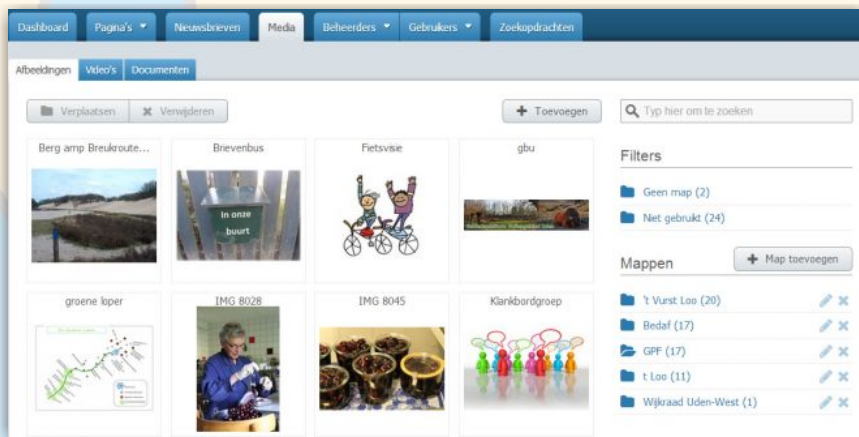 Dashboard Pagina's Nieuwsbrieven Media Beheerders Gebruikers Zoekopdrachten
Afbeeldingen Video's Documenten
Verplaatsen Verwijderen Toevoegen
Typ hier om te zoeken
Berg amp Breukroute... Brievenbus Fietsvisie gbu
In onze
buurt
Filters
Geen map (2)
Niet gebruikt (24)
Mappen Map toevoegen
groene loper IMG 8028 IMG 8045 Klankbordgroep
't Vurst Loo (20)
Bedaf (17)
GPF (17)
t Loo (11)
Wijkraad Uden-West (1)